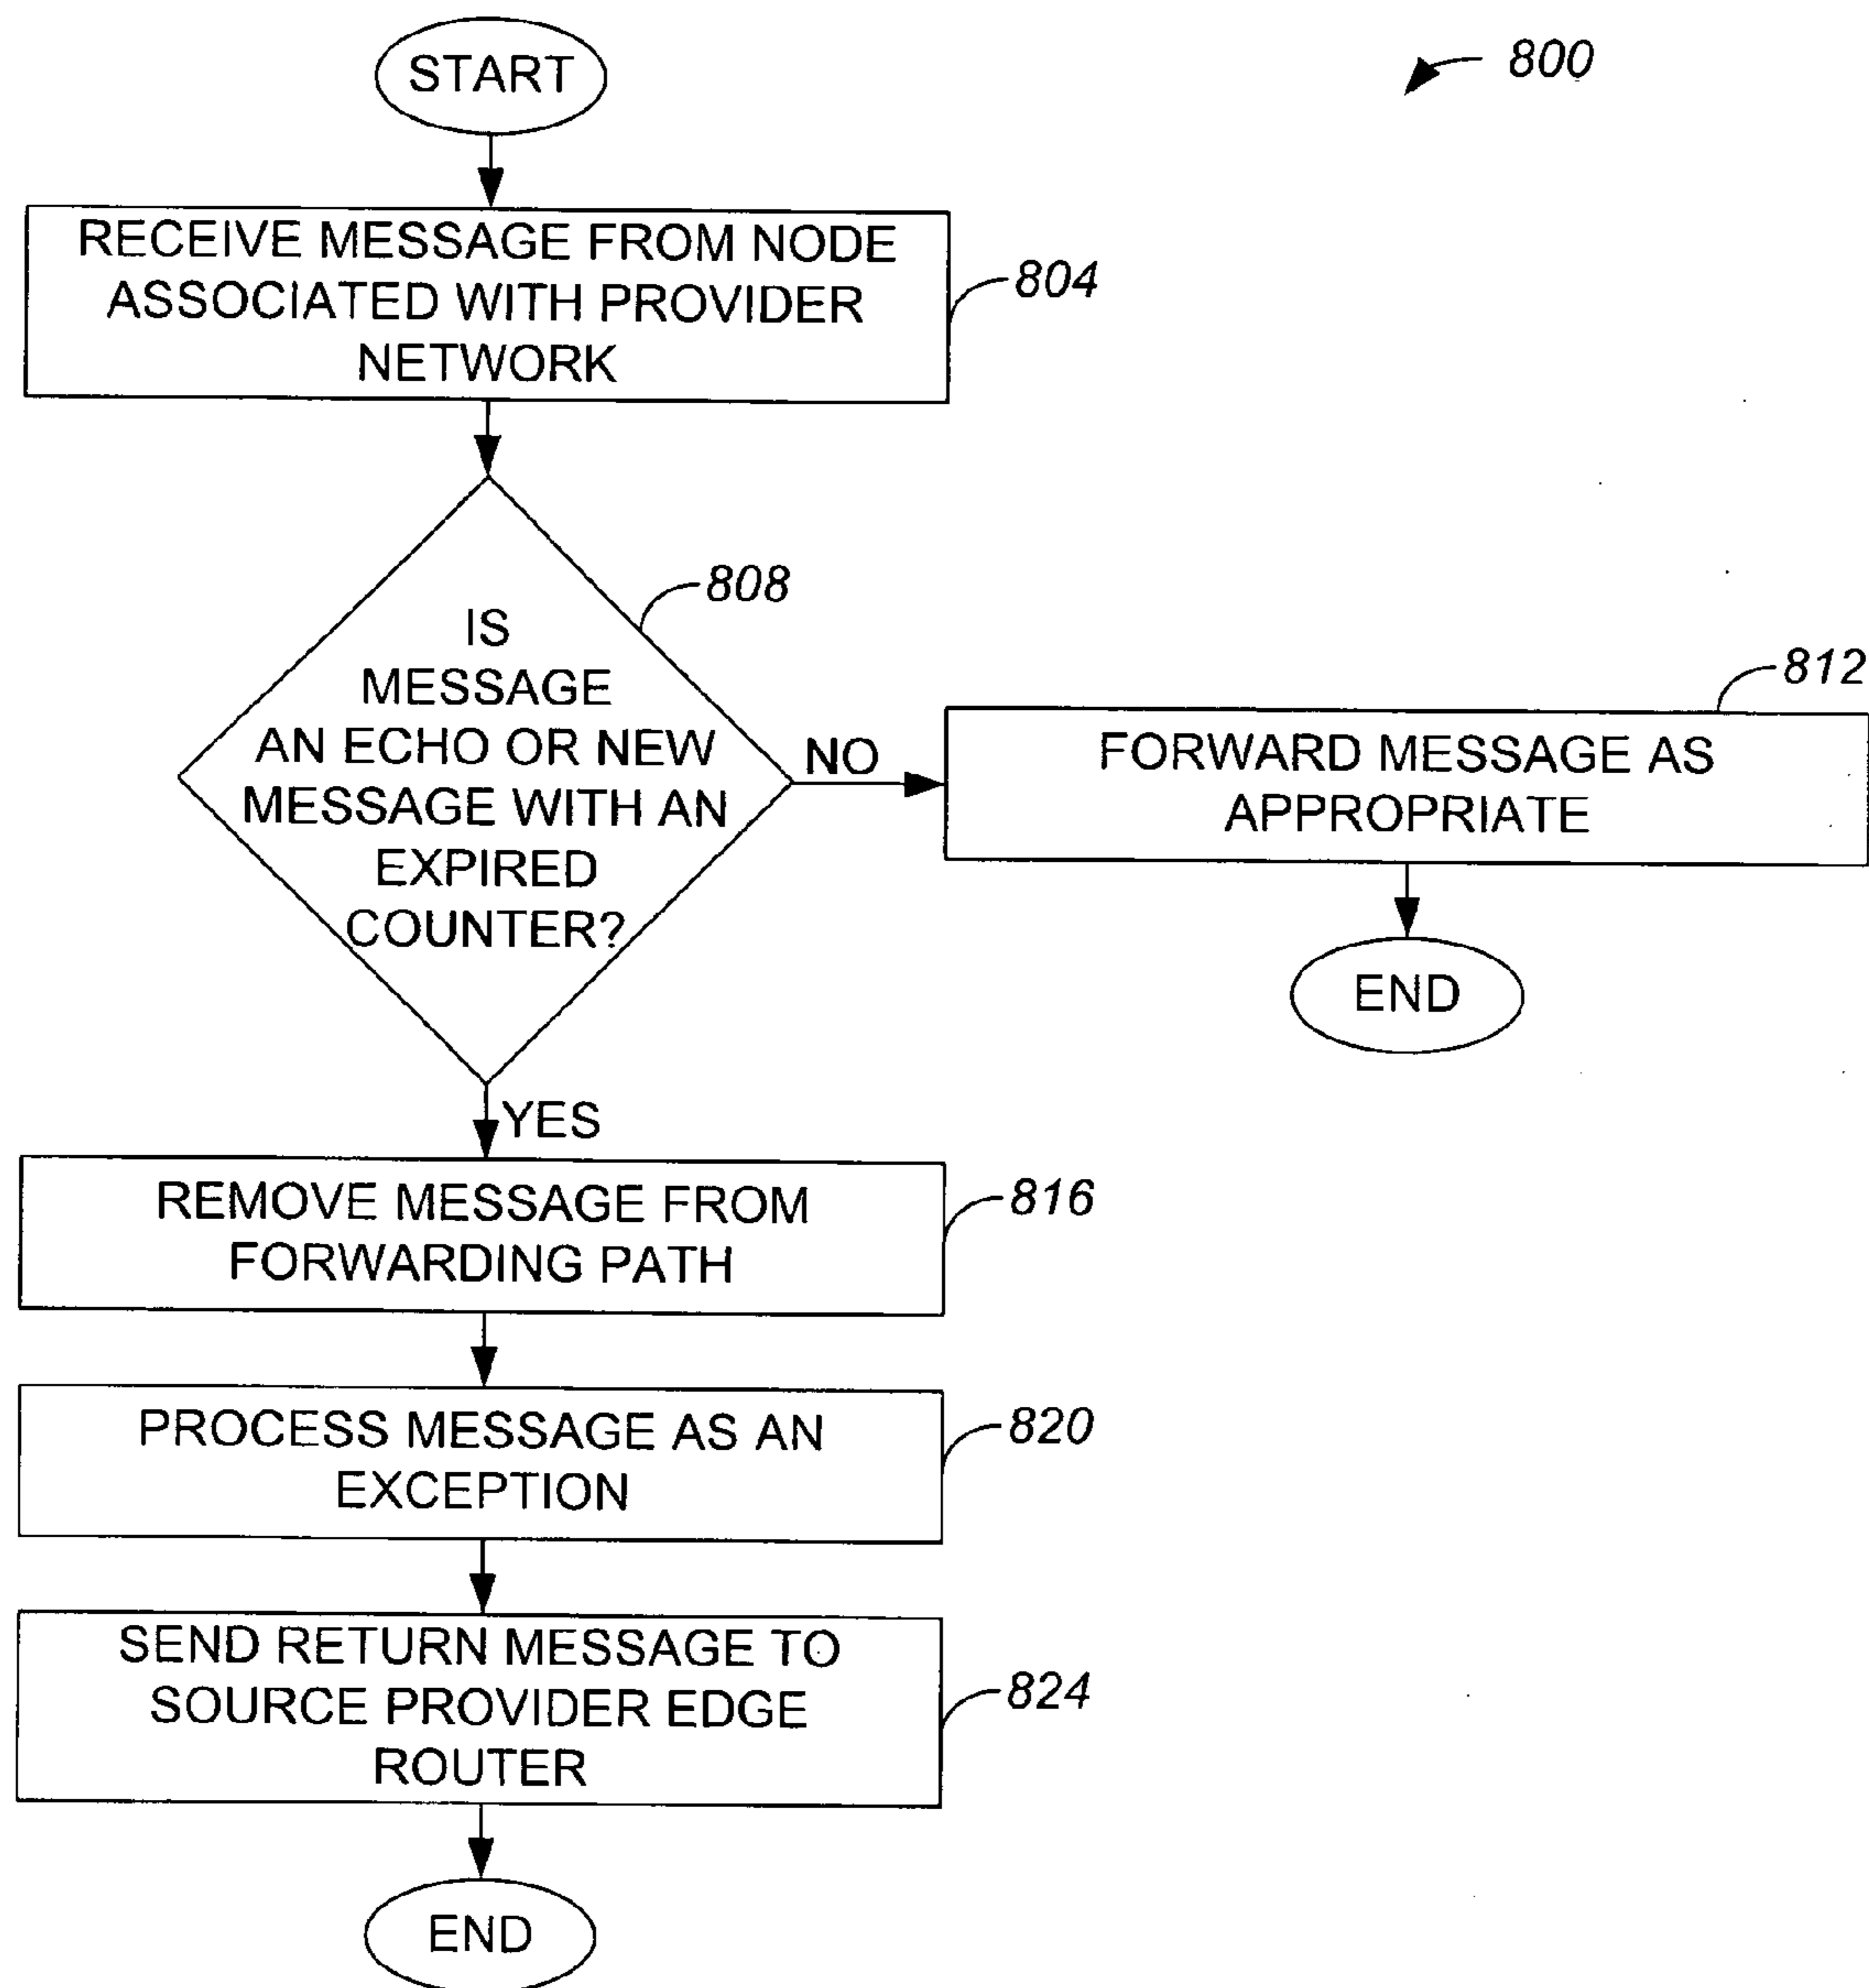 START
800
RECEIVE MESSAGE FROM NODE
ASSOCIATED WITH PROVIDER
NETWORK
804
808
IS
MESSAGE
AN ECHO OR NEW
MESSAGE WITH AN
EXPIRED
COUNTER?
NO
812
FORWARD MESSAGE AS
APPROPRIATE
END
YES
REMOVE MESSAGE FROM
FORWARDING PATH
816
PROCESS MESSAGE AS AN
EXCEPTION
820
SEND RETURN MESSAGE TO
SOURCE PROVIDER EDGE
ROUTER
824
END